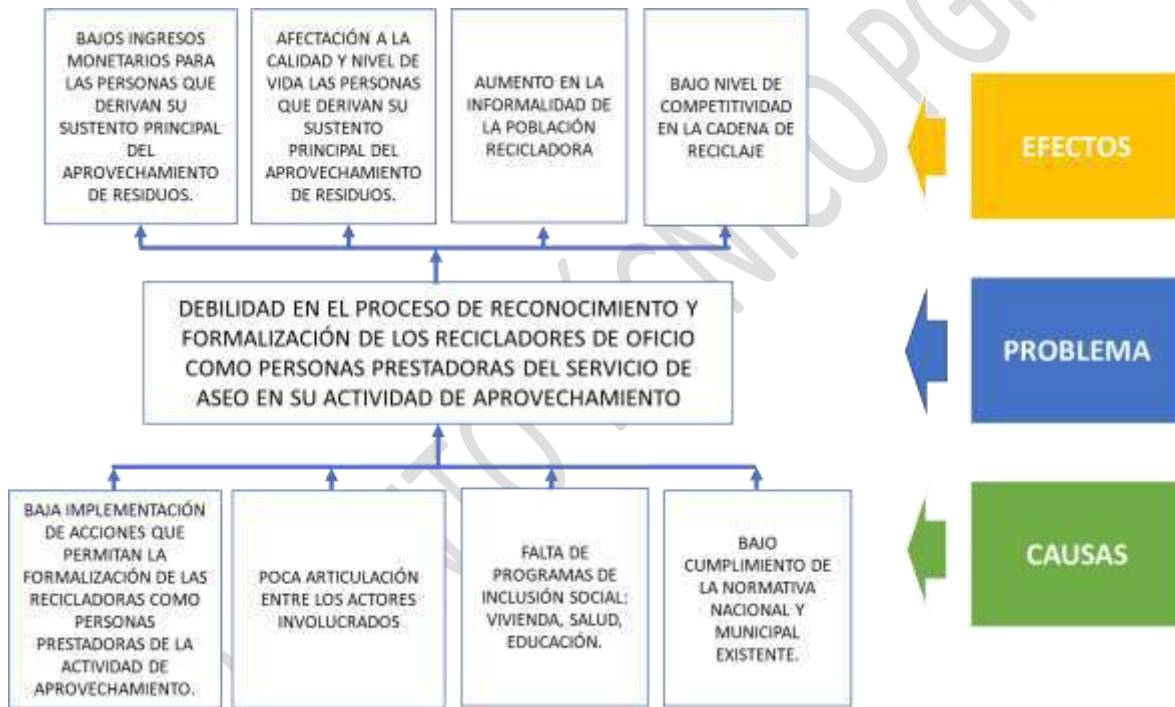 BAJOS INGRESOS
MONETARIOS PARA
LAS PERSONAS QUE
DERIVAN SU
SUSTENTO PRINCIPAL
DEL
APROVECHAMIENTO
DE RESIDUOS.
AFECTACIÓN A LA
CALIDAD Y NIVEL DE
VIDA LAS PERSONAS
QUE DERIVAN SU
SUSTENTO
PRINCIPAL DEL
APROVECHAMIENTO
DE RESIDUOS.
AUMENTO EN LA
INFORMALIDAD DE
LA POBLACIÓN
RECICLADORA
BAJO NIVEL DE
COMPETITIVIDAD
EN LA CADENA DE
RECICLAJE
EFECTOS
DEBILIDAD EN EL PROCESO DE RECONOCIMIENTO Y
FORMALIZACIÓN DE LOS RECICLADORES DE OFICIO
COMO PERSONAS PRESTADORAS DEL SERVICIO DE
ASEO EN SU ACTIVIDAD DE APROVECHAMIENTO
PROBLEMA
BAJA IMPLEMENTACIÓN
DE ACCIONES QUE
PERMITAN LA
FORMALIZACIÓN DE LAS
RECICLADORAS COMO
PERSONAS
PRESTADORAS DE LA
ACTIVIDAD DE
APROVECHAMIENTO.
POCA ARTICULACIÓN
ENTRE LOS ACTORES
INVOLUCRADOS
FALTA DE
PROGRAMAS DE
INCLUSIÓN SOCIAL:
VIVIENDA, SALUD,
EDUCACIÓN.
BAJO
CUMPLIMIENTO DE
LA NORMATIVA
NACIONAL Y
MUNICIPAL
EXISTENTE.
CAUSAS